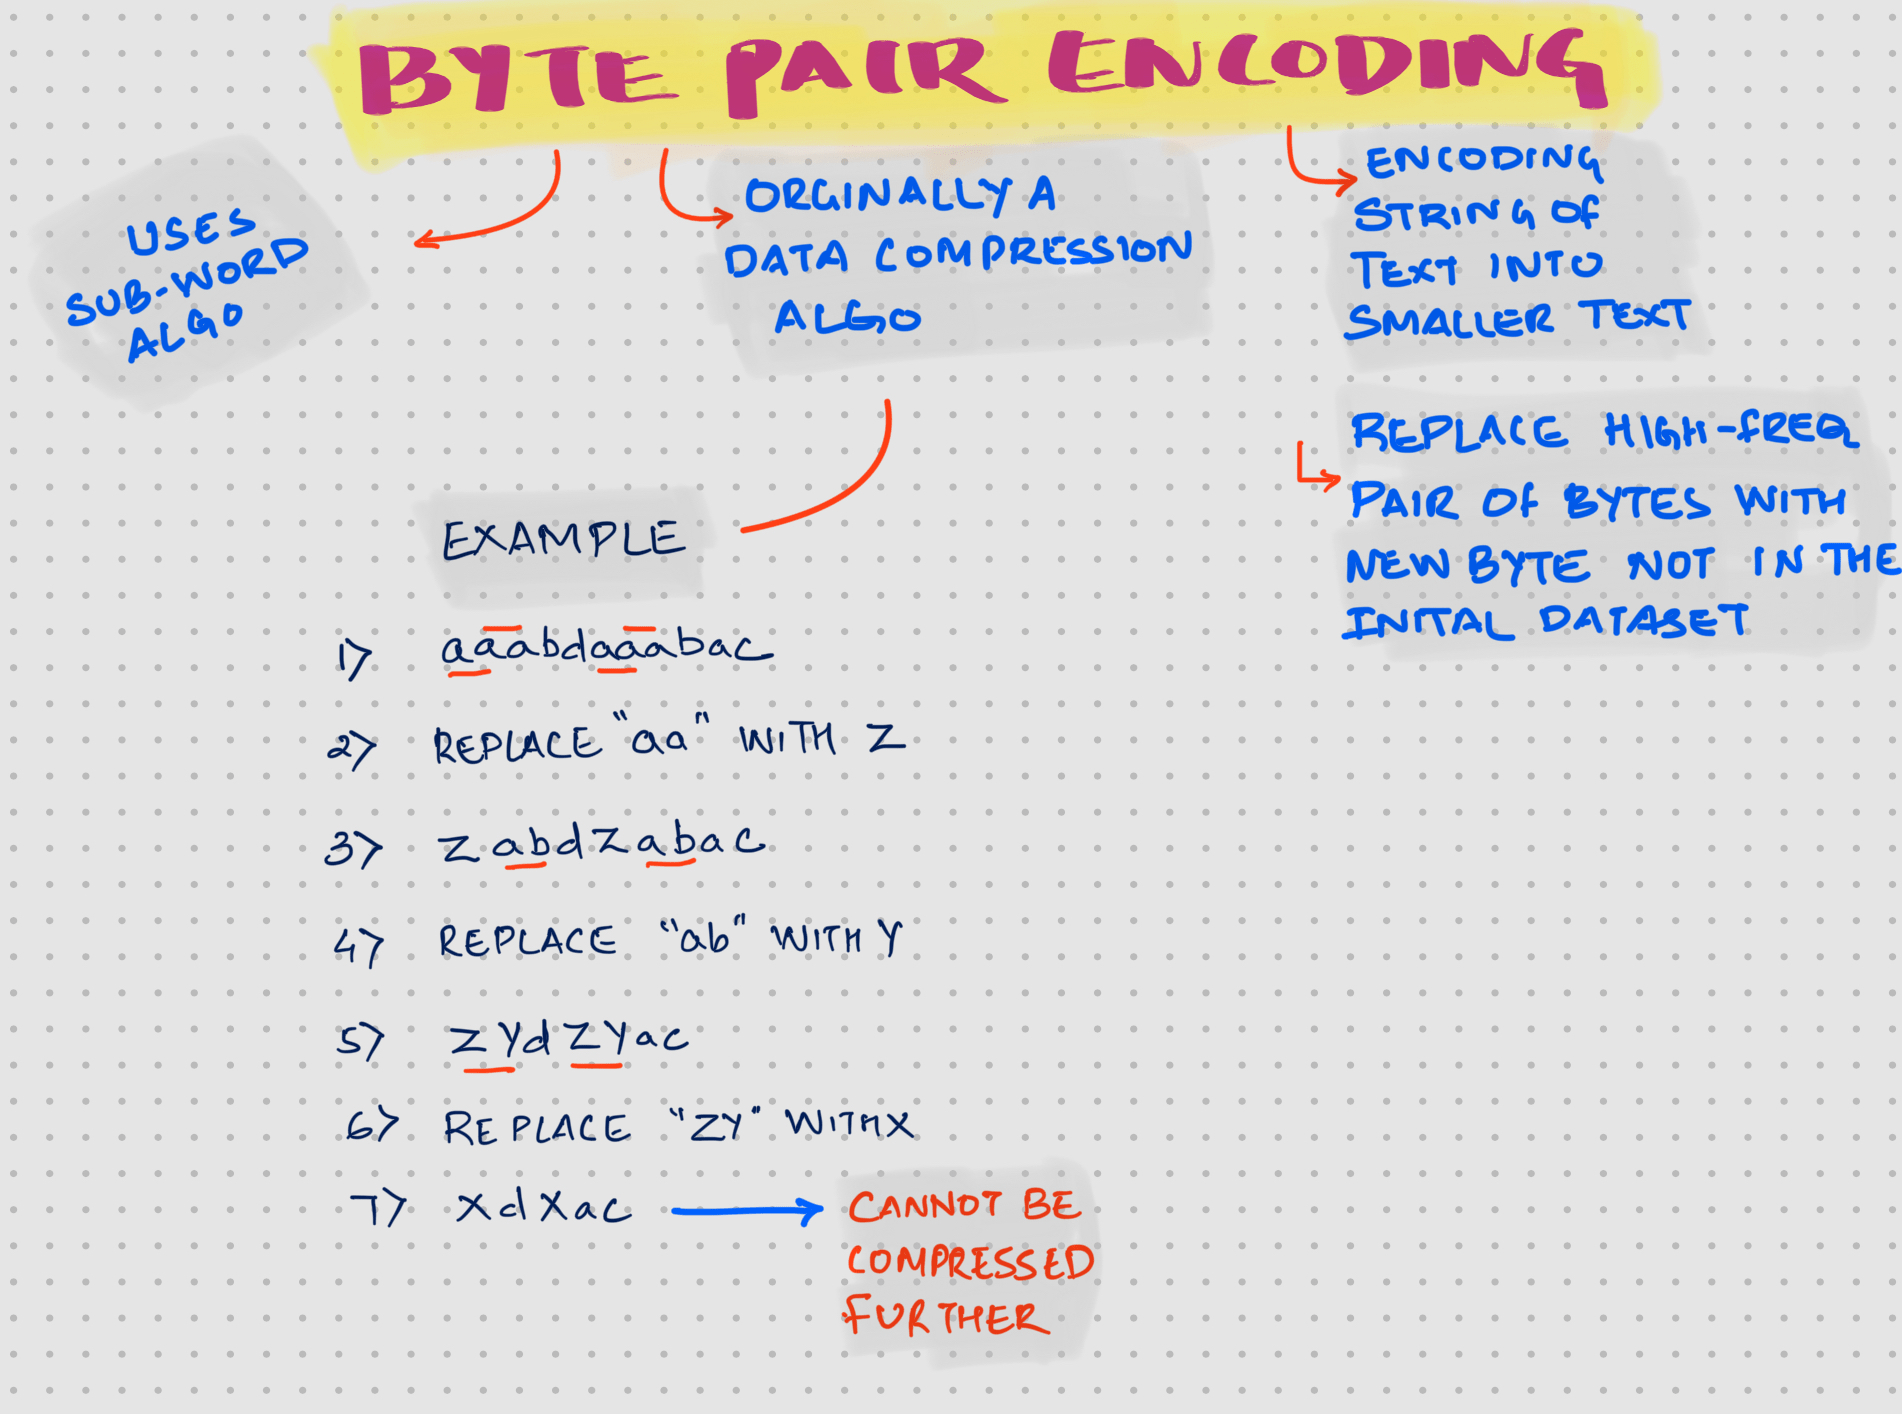 BYTE PAIR ENCODING
USES
SUB-WORD
ALGO
ORGINALLY A
DATA COMPRESSION
ALGO
ENCODING
STRING OF
TEXT INTO
SMALLER TEXT
REPLACE HIGH-FREQ
PAIR OF BYTES WITH
NEW BYTE NOT IN THE
INITAL DATASET
EXAMPLE
1> aaabdaaabac
2> REPLACE "aa" WITH Z
3> ZabdZabac
4> REPLACE "ab" WITH Y
5> ZYdZYac
6> REPLACE "ZY" WITH X
7> XdXac
CANNOT BE
COMPRESSED
FURTHER